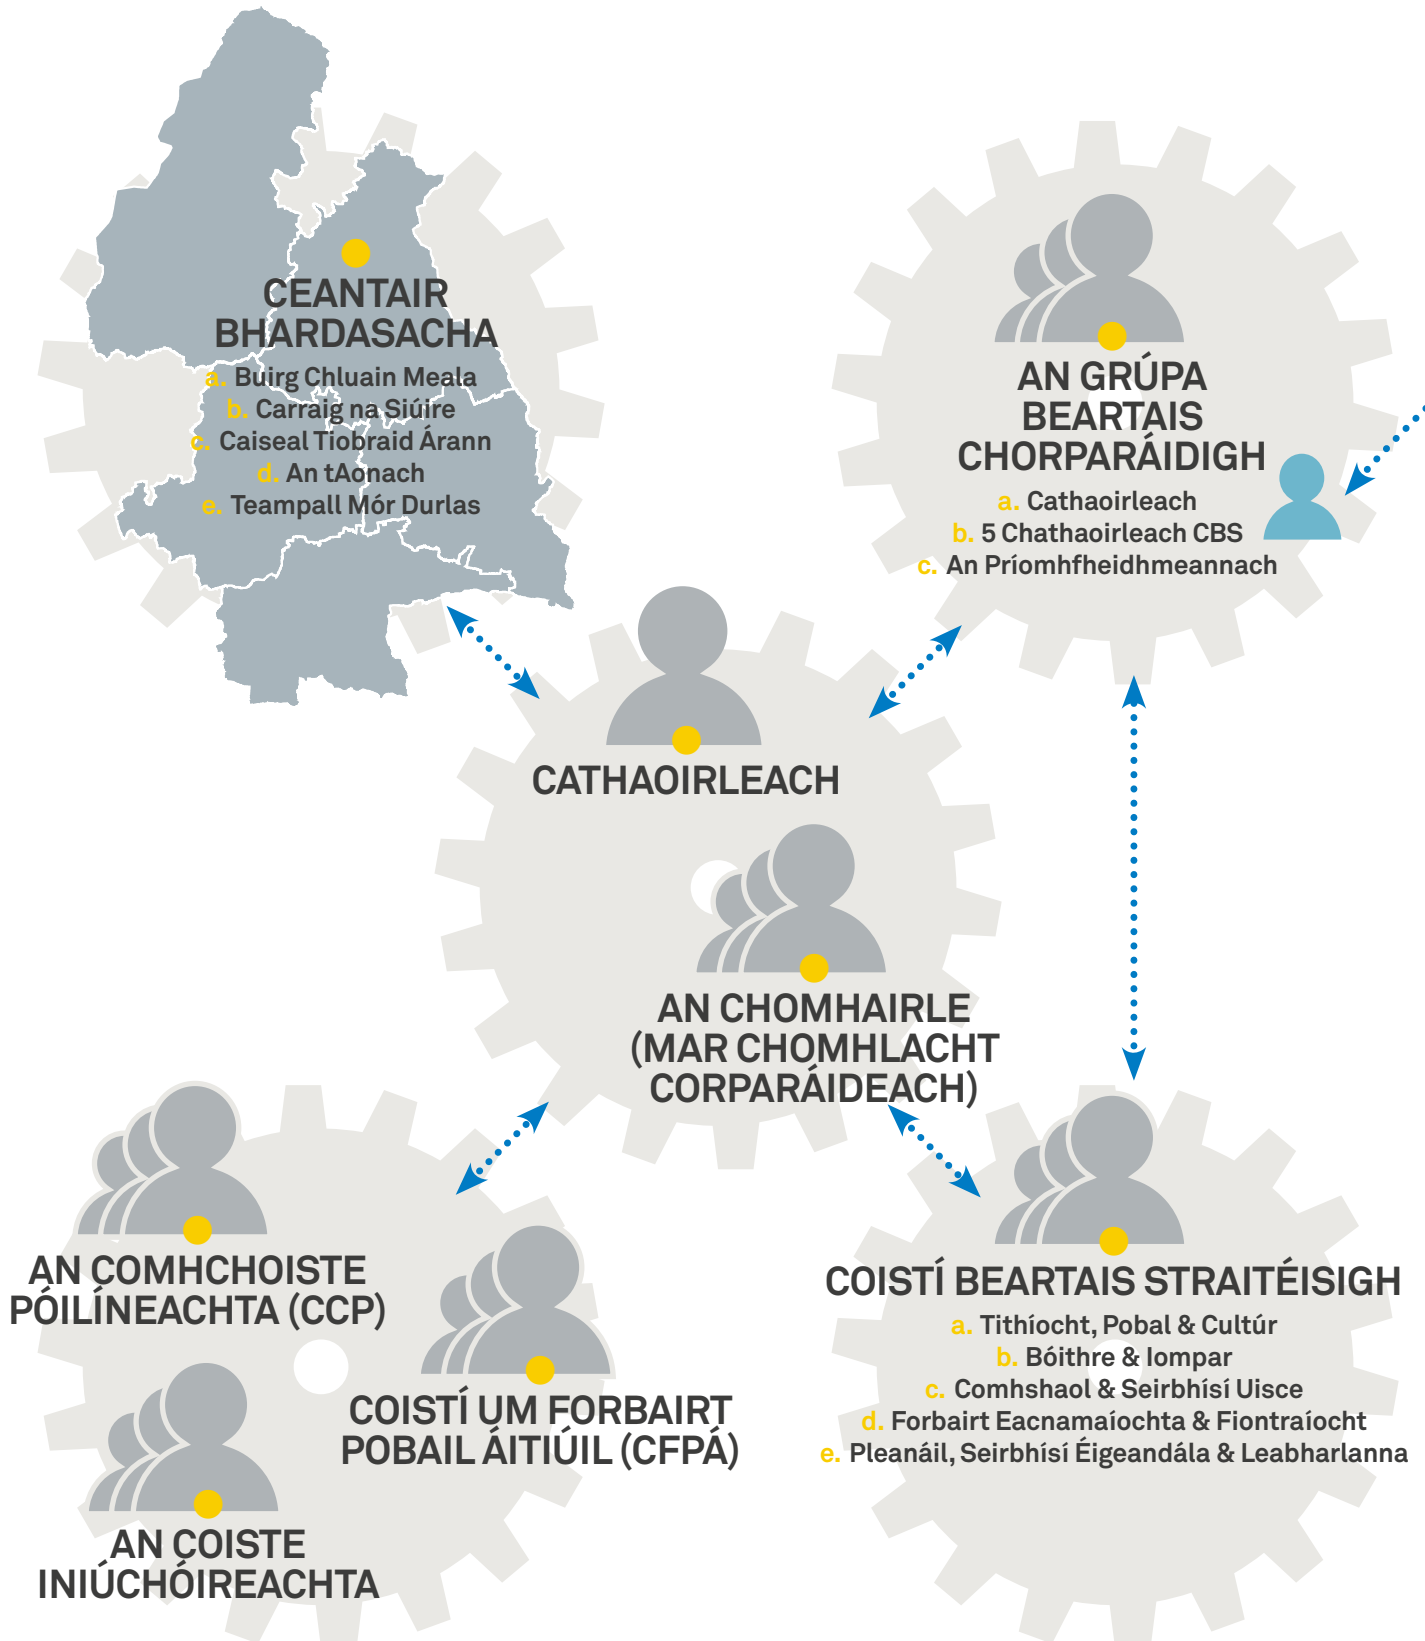 CEANTAIR
BHARDASACHA
a. Buirg Chluain Meala
b. Carraig na Siúire
c. Caiseal Tiobraid Árann
d. An tAonach
e. Teampall Mór Durlas
AN GRÚPA
BEARTAIS
CHORPARÁIDIGH
a. Cathaoirleach
b. 5 Chathaoirleach CBS
c. An Príomhfheidhmeannach
CATHAOIRLEACH
AN CHOMHAIRLE
(MAR CHOMHLACHT
CORPARÁIDEACH)
AN COMHCHOISTE
PÓILÍNEACHTA (CCP)
COISTÍ UM FORBAIRT
POBAIL ÁITIÚIL (CFPÁ)
AN COISTE
INIÚCHÓIREACHTA
COISTÍ BEARTAIS STRAITÉISIGH
a. Tithíocht, Pobal & Cultúr
b. Bóithre & Iompar
c. Comhshaol & Seirbhísí Uisce
d. Forbairt Eacnamaíochta & Fiontraíocht
e. Pleanáil, Seirbhísí Éigeandála & Leabharlanna